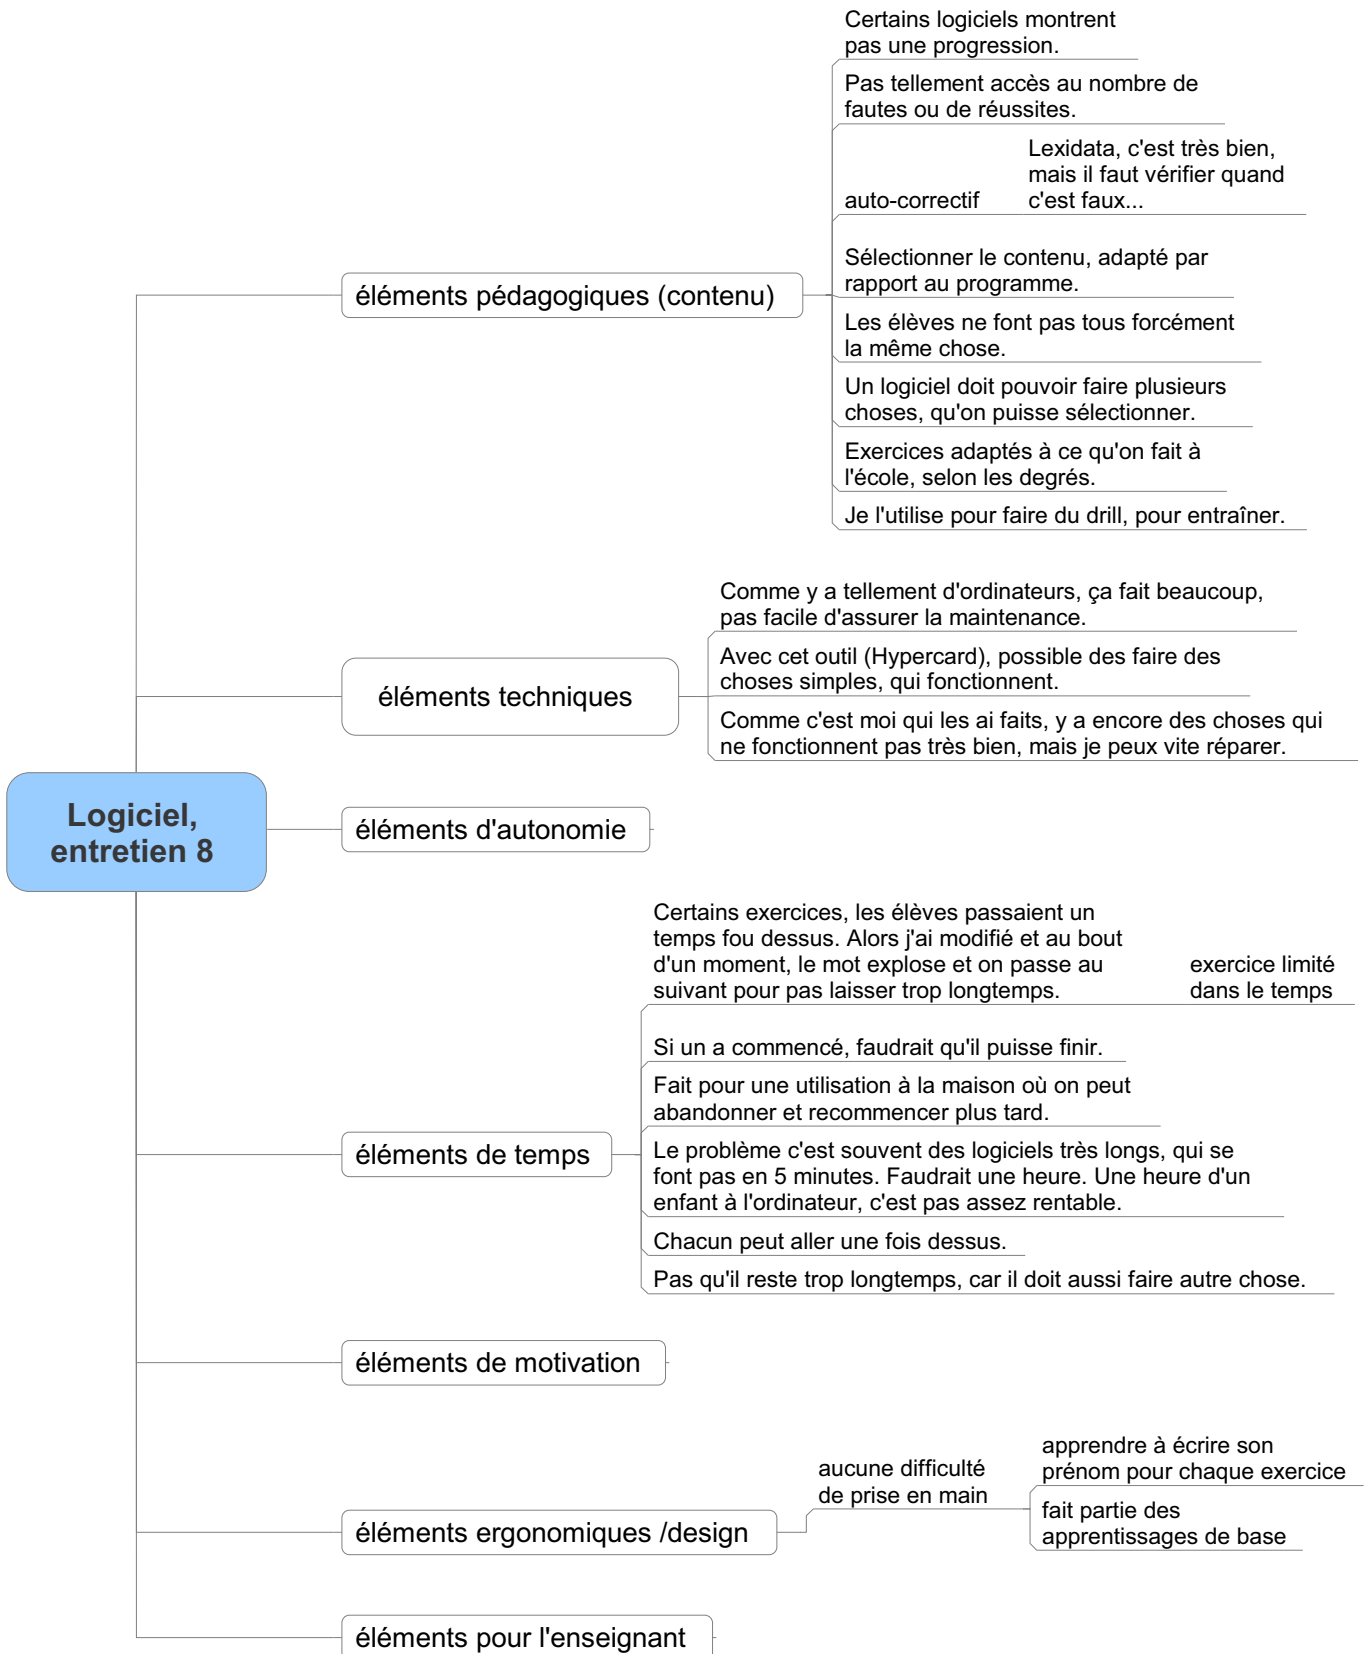 Certains logiciels montrent
pas une progression.
Pas tellement accès au nombre de
fautes ou de réussites.
auto-correctif
Lexidata, c'est très bien,
mais il faut vérifier quand
c'est faux...
éléments pédagogiques (contenu)
Sélectionner le contenu, adapté par
rapport au programme.
Les élèves ne font pas tous forcément
la même chose.
Un logiciel doit pouvoir faire plusieurs
choses, qu'on puisse sélectionner.
Exercices adaptés à ce qu'on fait à
l'école, selon les degrés.
Je l'utilise pour faire du drill, pour entraîner.
éléments techniques
Comme y a tellement d'ordinateurs, ça fait beaucoup,
pas facile d'assurer la maintenance.
Avec cet outil (Hypercard), possible des faire des
choses simples, qui fonctionnent.
Comme c'est moi qui les ai faits, y a encore des choses qui
ne fonctionnent pas très bien, mais je peux vite réparer.
Logiciel,
entretien 8
éléments d'autonomie
éléments de temps
Certains exercices, les élèves passaient un
temps fou dessus. Alors j'ai modifié et au bout
d'un moment, le mot explose et on passe au
suivant pour pas laisser trop longtemps.
exercice limité
dans le temps
Si un a commencé, faudrait qu'il puisse finir.
Fait pour une utilisation à la maison où on peut
abandonner et recommencer plus tard.
Le problème c'est souvent des logiciels très longs, qui se
font pas en 5 minutes. Faudrait une heure. Une heure d'un
enfant à l'ordinateur, c'est pas assez rentable.
Chacun peut aller une fois dessus.
Pas qu'il reste trop longtemps, car il doit aussi faire autre chose.
éléments de motivation
éléments ergonomiques /design
aucune difficulté
de prise en main
apprendre à écrire son
prénom pour chaque exercice
fait partie des
apprentissages de base
éléments pour l'enseignant